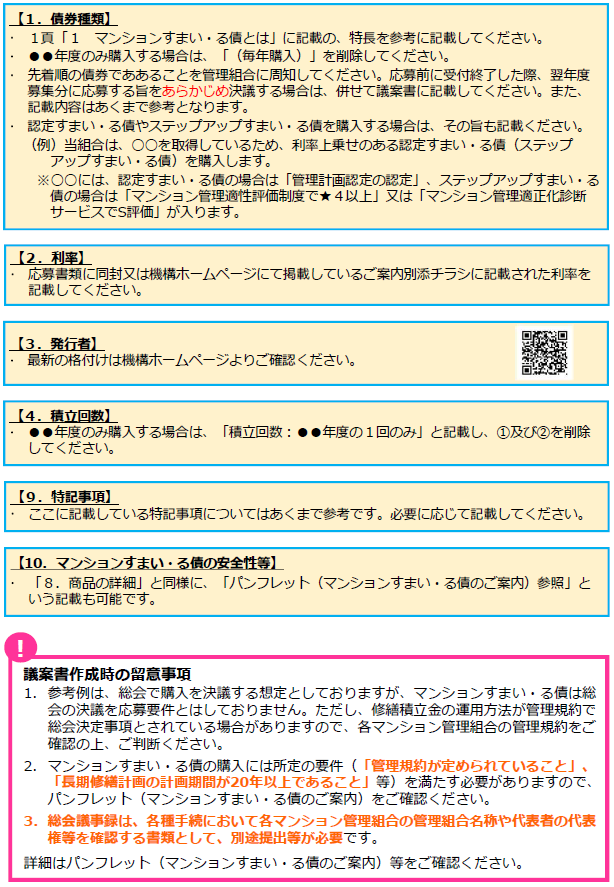 【１．債券種類】
・ １頁「１ マンションすまい・る債とは」に記載の、特長を参考に記載してください。
・ ●●年度のみ購入する場合は、「（毎年購入）」を削除してください。
・ 先着順の債券でああることを管理組合に周知してください。応募前に受付終了した際、翌年度
募集分に応募する旨をあらかじめ決議する場合は、併せて議案書に記載してください。また、
記載内容はあくまで参考となります。
・ 認定すまい・る債やステップアップすまい・る債を購入する場合は、その旨も記載ください。
（例）当組合は、○○を取得しているため、利率上乗せのある認定すまい・る債（ステップ
アップすまい・る債）を購入します。
※○○には、認定すまい・る債の場合は「管理計画認定の認定」、ステップアップすまい・る
債の場合は「マンション管理適性評価制度で★４以上」又は「マンション管理適正化診断
サービスでS評価」が入ります。
【２．利率】
・ 応募書類に同封又は機構ホームページにて掲載しているご案内別添チラシに記載された利率を
記載してください。
【３．発行者】
・ 最新の格付けは機構ホームページよりご確認ください。
【４．積立回数】
・ ●●年度のみ購入する場合は、「積立回数：●●年度の１回のみ」と記載し、①及び②を削除
してください。
【９．特記事項】
・ ここに記載している特記事項についてはあくまで参考です。必要に応じて記載してください。
【10．マンションすまい・る債の安全性等】
・ 「８．商品の詳細」と同様に、「パンフレット（マンションすまい・る債のご案内）参照」と
いう記載も可能です。
!
議案書作成時の留意事項
1． 参考例は、総会で購入を決議する想定としておりますが、マンションすまい・る債は総
会の決議を応募要件とはしておりません。ただし、修繕積立金の運用方法が管理規約で
総会決定事項とされている場合がありますので、各マンション管理組合の管理規約をご
確認の上、ご判断ください。
2． マンションすまい・る債の購入には所定の要件（「管理規約が定められていること」、
「長期修繕計画の計画期間が20年以上であること」等）を満たす必要がありますので、
パンフレット（マンションすまい・る債のご案内）をご確認ください。
3． 総会議事録は、各種手続において各マンション管理組合の管理組合名称や代表者の代表
権等を確認する書類として、別途提出等が必要です。
詳細はパンフレット（マンションすまい・る債のご案内）等をご確認ください。